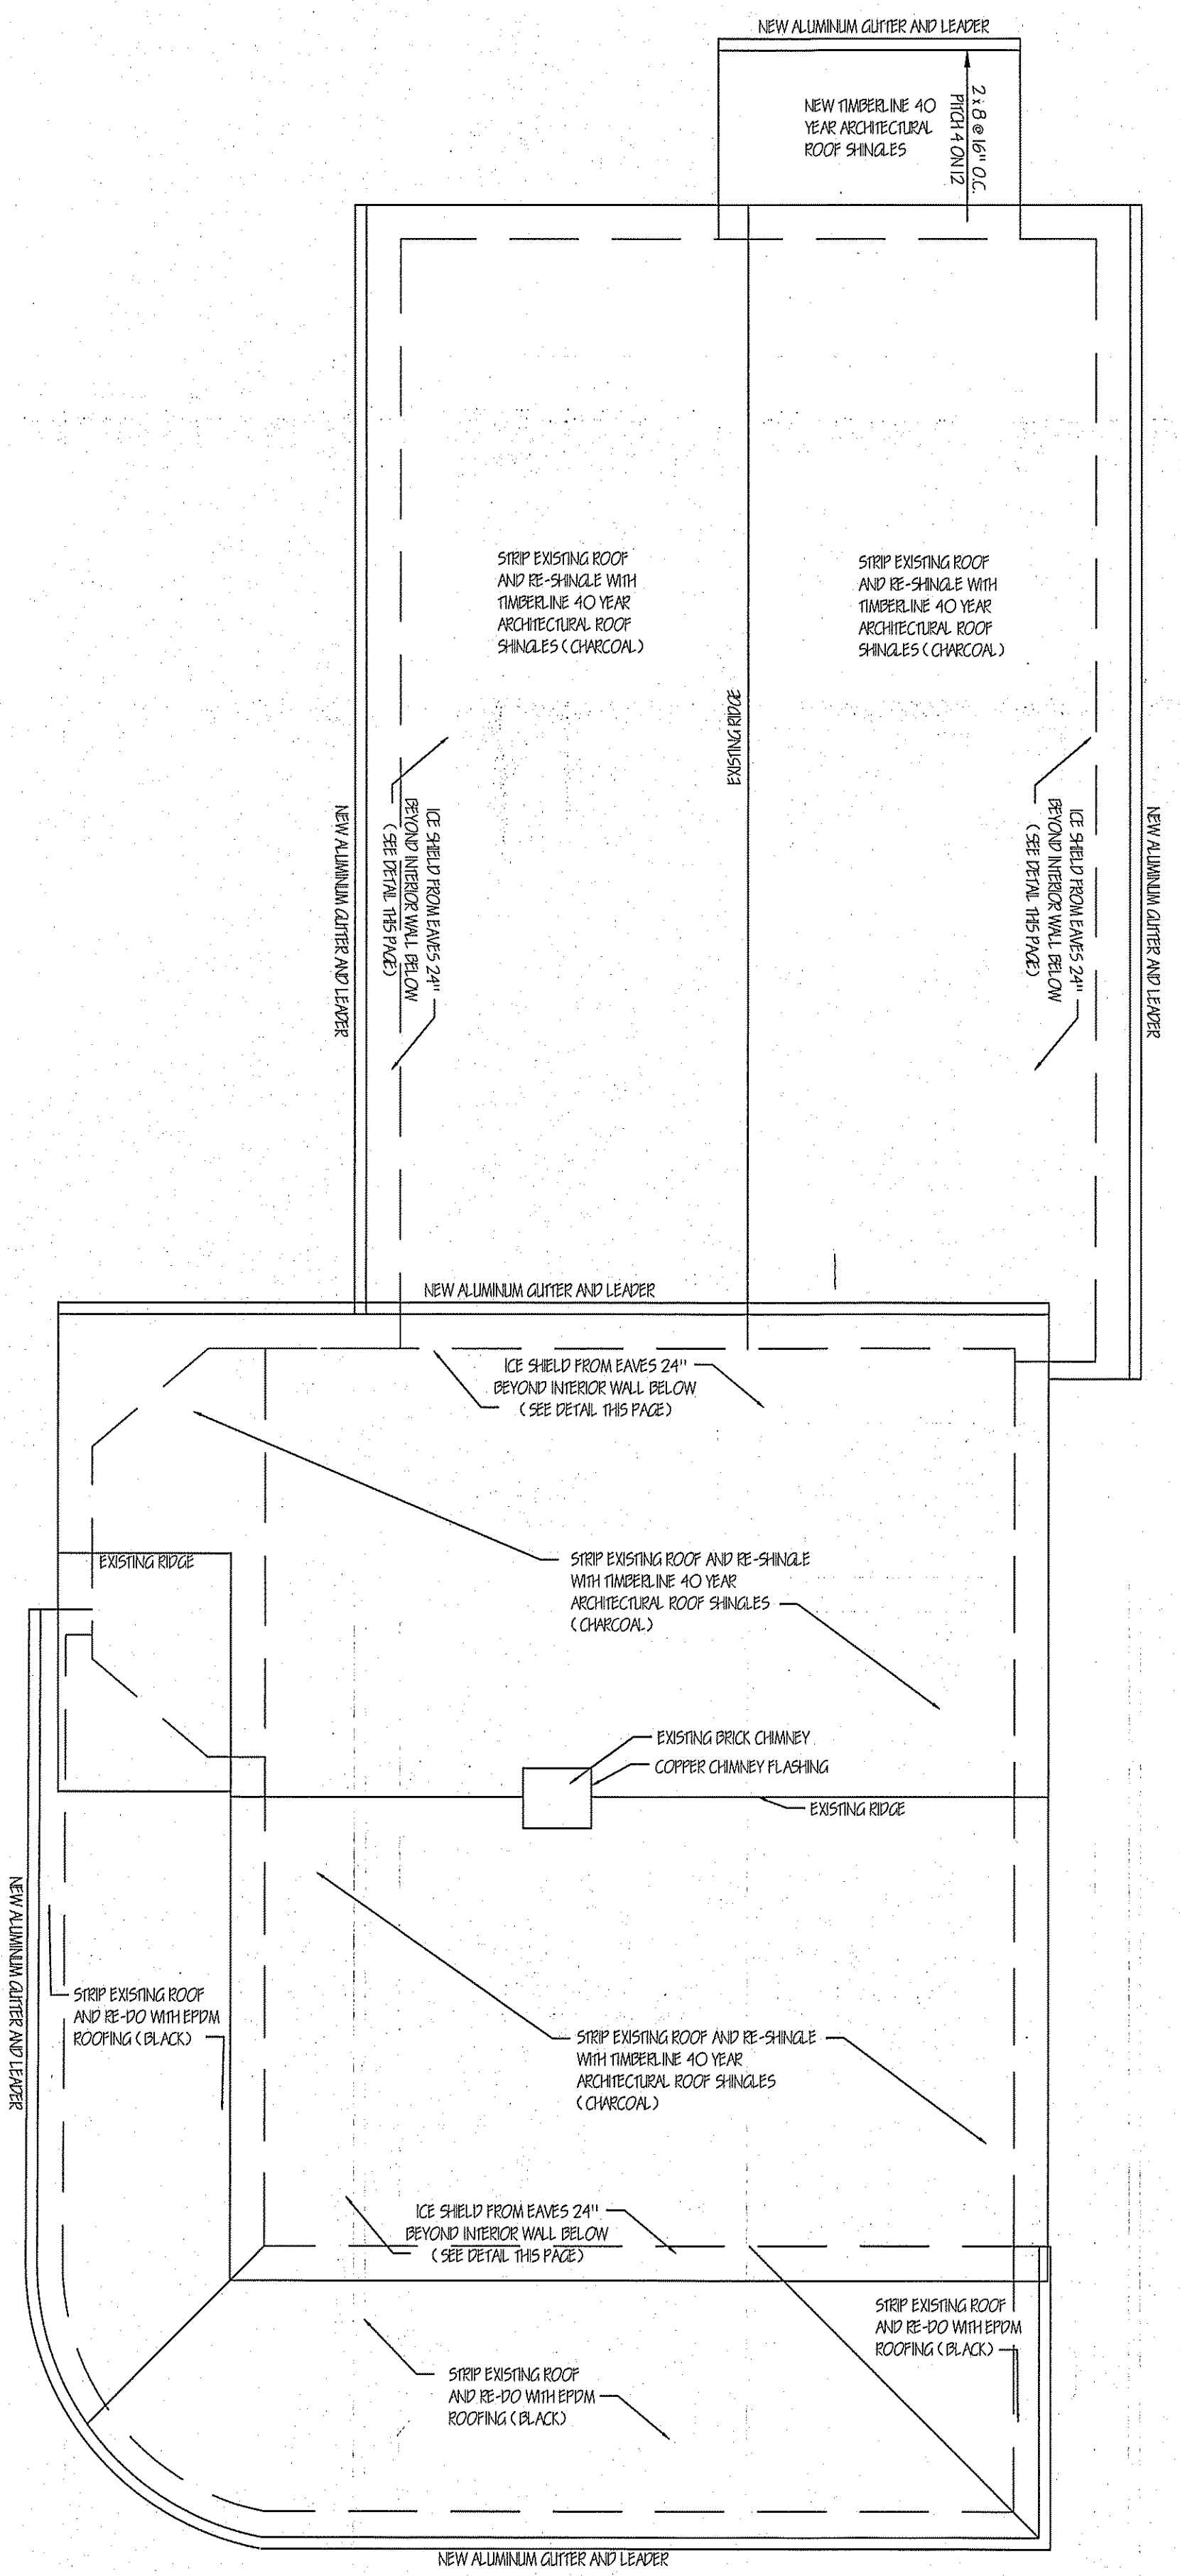 NEW ALUMINUM GUTTER AND LEADER
NEW TIMBERLINE 40
YEAR ARCHITECTURAL
ROOF SHINGLES
2 x 8 @ 16" O.C.
PITCH 4 ON 12
STRIP EXISTING ROOF
AND RE-SHINGLE WITH
TIMBERLINE 40 YEAR
ARCHITECTURAL ROOF
SHINGLES (CHARCOAL)
STRIP EXISTING ROOF
AND RE-SHINGLE WITH
TIMBERLINE 40 YEAR
ARCHITECTURAL ROOF
SHINGLES (CHARCOAL)
EXISTING RIDGE
NEW ALUMINUM GUTTER AND LEADER
ICE SHIELD FROM EAVES 24"
BEYOND INTERIOR WALL BELOW
(SEE DETAIL THIS PAGE)
ICE SHIELD FROM EAVES 24"
BEYOND INTERIOR WALL BELOW
(SEE DETAIL THIS PAGE)
NEW ALUMINUM GUTTER AND LEADER
NEW ALUMINUM GUTTER AND LEADER
ICE SHIELD FROM EAVES 24"
BEYOND INTERIOR WALL BELOW
(SEE DETAIL THIS PAGE)
EXISTING RIDGE
STRIP EXISTING ROOF AND RE-SHINGLE
WITH TIMBERLINE 40 YEAR
ARCHITECTURAL ROOF SHINGLES
(CHARCOAL)
EXISTING BRICK CHIMNEY
COPPER CHIMNEY FLASHING
EXISTING RIDGE
NEW ALUMINUM GUTTER AND LEADER
STRIP EXISTING ROOF
AND RE-DO WITH EPDM
ROOFING (BLACK)
STRIP EXISTING ROOF AND RE-SHINGLE
WITH TIMBERLINE 40 YEAR
ARCHITECTURAL ROOF SHINGLES
(CHARCOAL)
ICE SHIELD FROM EAVES 24"
BEYOND INTERIOR WALL BELOW
(SEE DETAIL THIS PAGE)
STRIP EXISTING ROOF
AND RE-DO WITH EPDM
ROOFING (BLACK)
STRIP EXISTING ROOF
AND RE-DO WITH EPDM
ROOFING (BLACK)
NEW ALUMINUM GUTTER AND LEADER